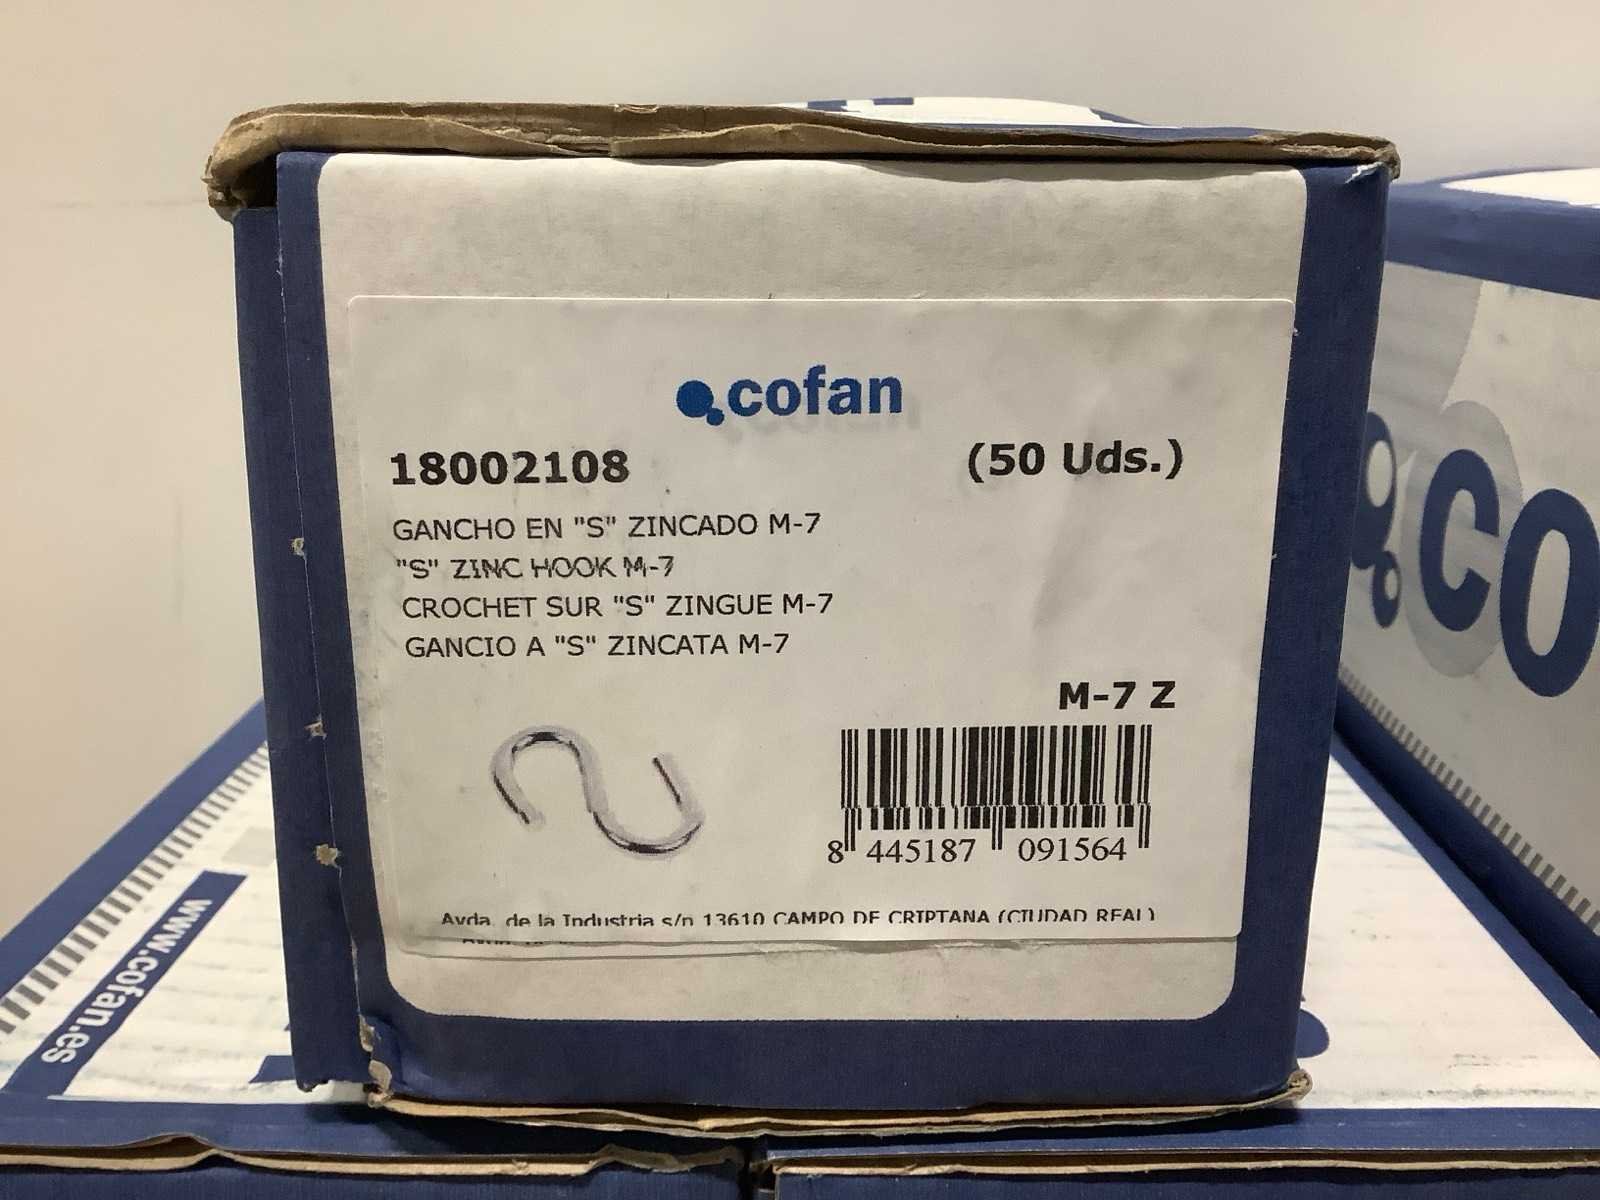 cofan
18002108 (50 Uds.)
GANCHO EN "S" ZINCADO M-7
"S" ZINC HOOK M-7
CROCHET SUR "S" ZINGUE M-7
GANCIO A "S" ZINCATA M-7
M-7 Z
8 445187 091564
Avda. de la Industria s/n 13610 CAMPO DE CRIPTANA (CIUDAD REAL)
www.cofan.es
co